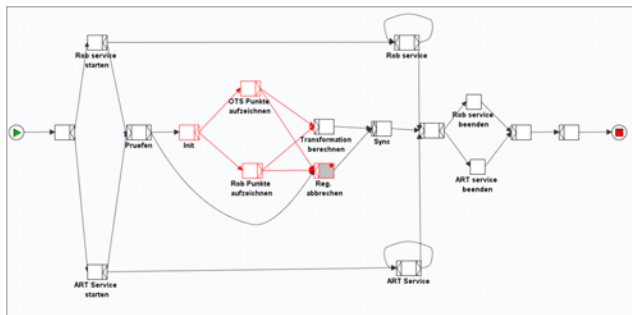 Rob service
starten
Rob service
OTS Punkte
aufzeichnen
Rob service
beenden
Pruefen
Init
Transformation
berechnen
Sync
Rob Punkte
aufzeichnen
Reg.
abbrechen
ART service
beenden
ART Service
starten
ART Service